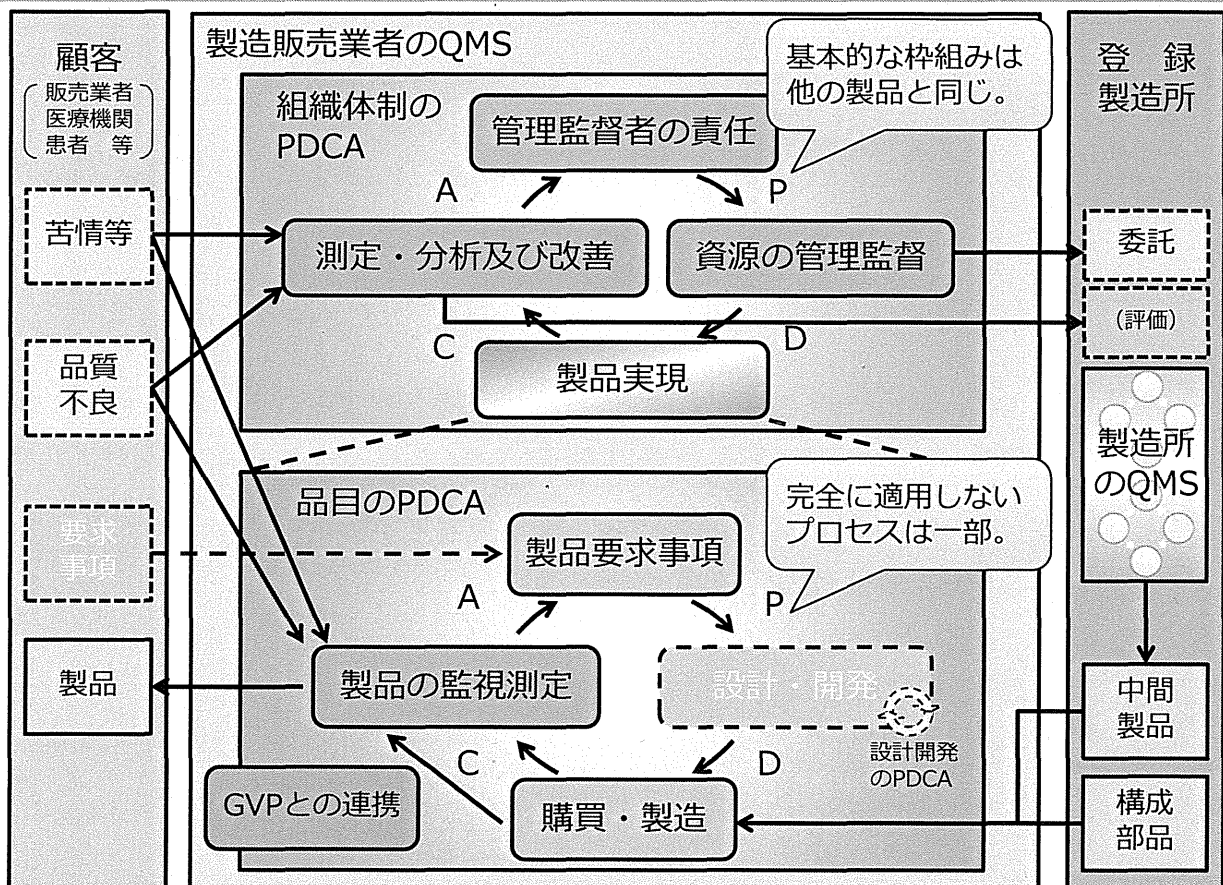 顧客
販売業者
医療機関
患者　等
苦情等
品質
不良
要求
事項
製品
製造販売業者のQMS
組織体制の
PDCA
基本的な枠組みは
他の製品と同じ。
管理監督者の責任
A
P
測定・分析及び改善
資源の管理監督
C
D
製品実現
品目のPDCA
完全に適用しない
プロセスは一部。
製品要求事項
A
P
製品の監視測定
設計・開発
設計開発
のPDCA
C
D
GVPとの連携
購買・製造
登　録
製造所
委託
（評価）
製造所
のQMS
中間
製品
構成
部品